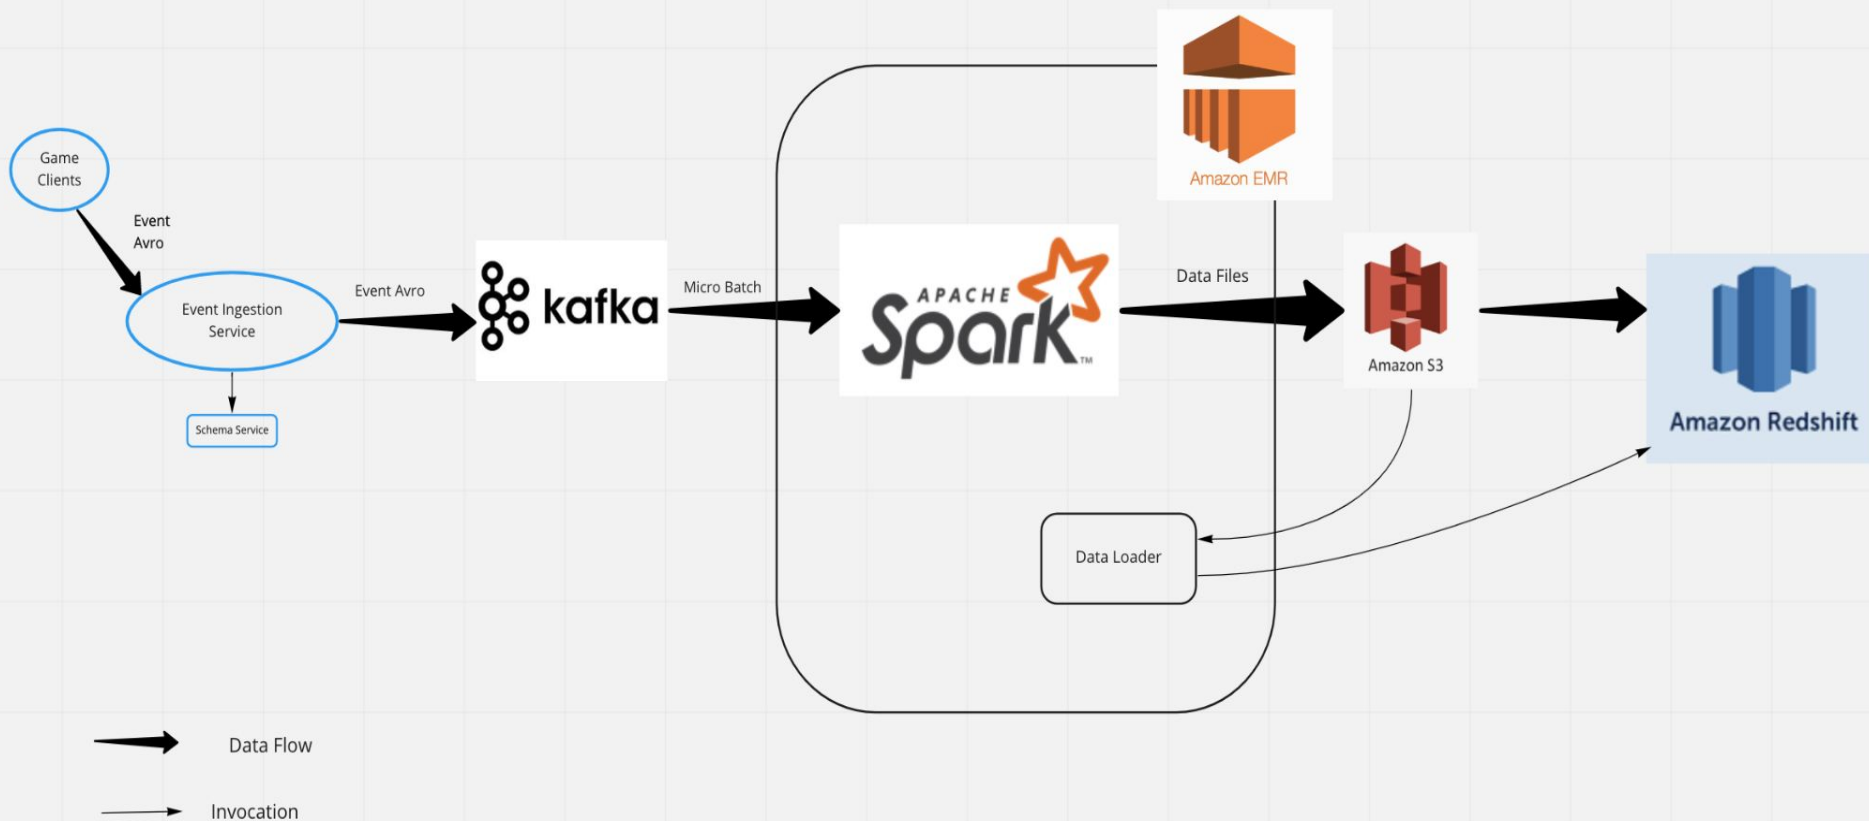 Game
Clients
Event
Avro
Event Ingestion
Service
Schema Service
Event Avro
kafka
Micro Batch
APACHE
Spark
TM
Amazon EMR
Data Files
Amazon S3
Amazon Redshift
Data Loader
Data Flow
Invocation